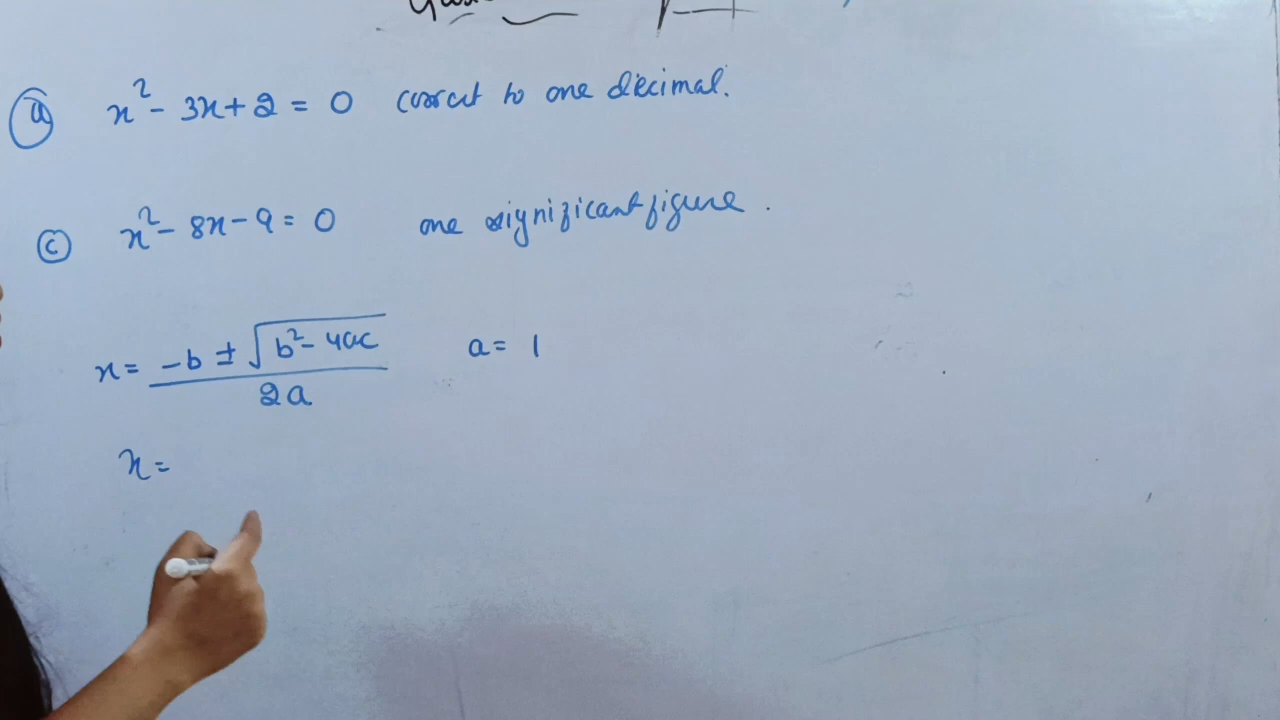 a x² - 3x + 2 = 0 correct to one decimal.
c x² - 8x - 9 = 0 one significant figure.
x = -b ± √(b² - 4ac) / 2a a = 1
x =